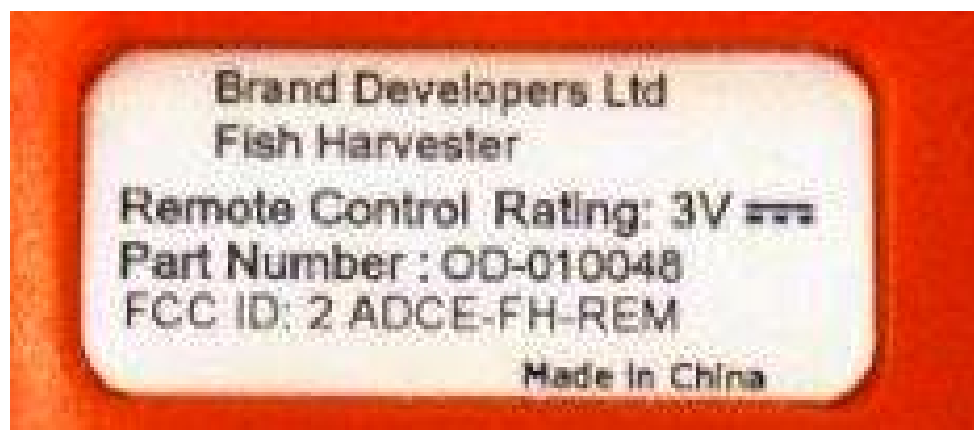 Brand Developers Ltd
Fish Harvester
Remote Control Rating: 3V ⎓
Part Number : OD-010048
FCC ID: 2 ADCE-FH-REM
Made in China